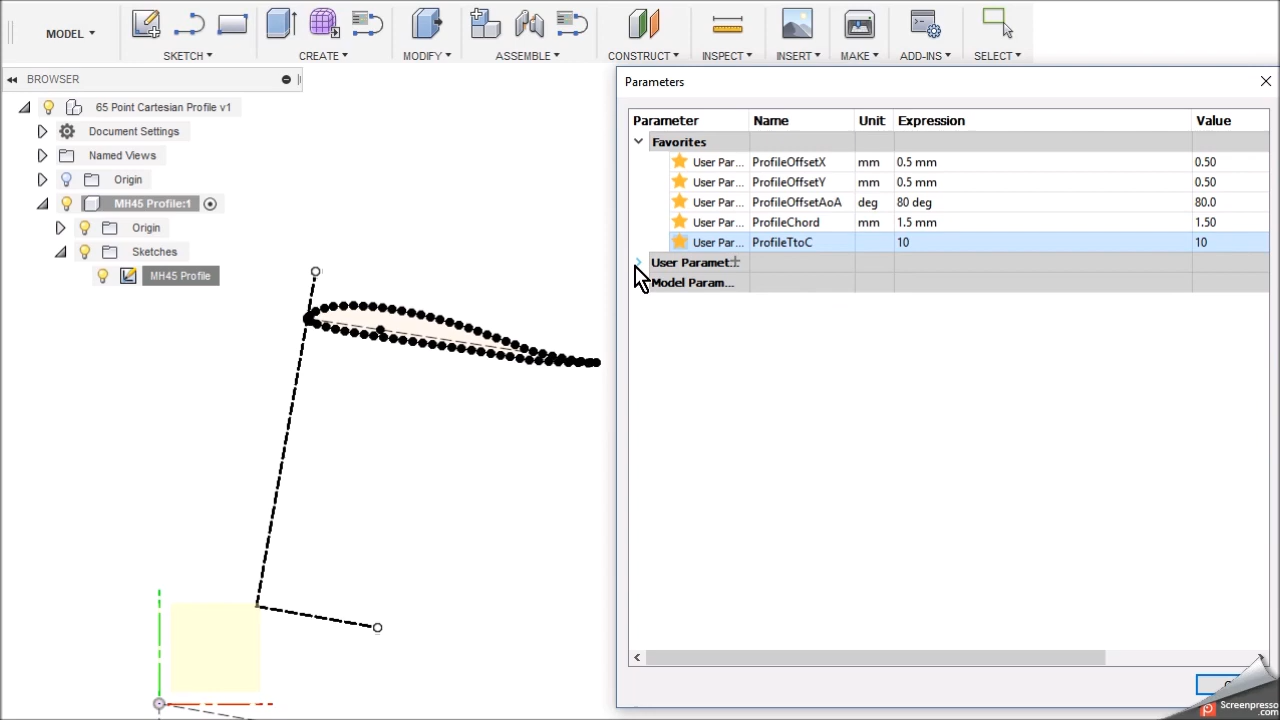 MODEL
SKETCH
CREATE
MODIFY
ASSEMBLE
CONSTRUCT
INSPECT
INSERT
MAKE
ADD-INS
SELECT
BROWSER
65 Point Cartesian Profile v1
Document Settings
Named Views
Origin
MH45 Profile:1
Origin
Sketches
MH45 Profile
Parameters
Parameter Name Unit Expression Value
Favorites
User Par... ProfileOffsetX mm 0.5 mm 0.50
User Par... ProfileOffsetY mm 0.5 mm 0.50
User Par... ProfileOffsetAoA deg 80 deg 80.0
User Par... ProfileChord mm 1.5 mm 1.50
User Par... ProfileTtoC 10 10
User Paramet...
Model Param...
Screenpresso
.com